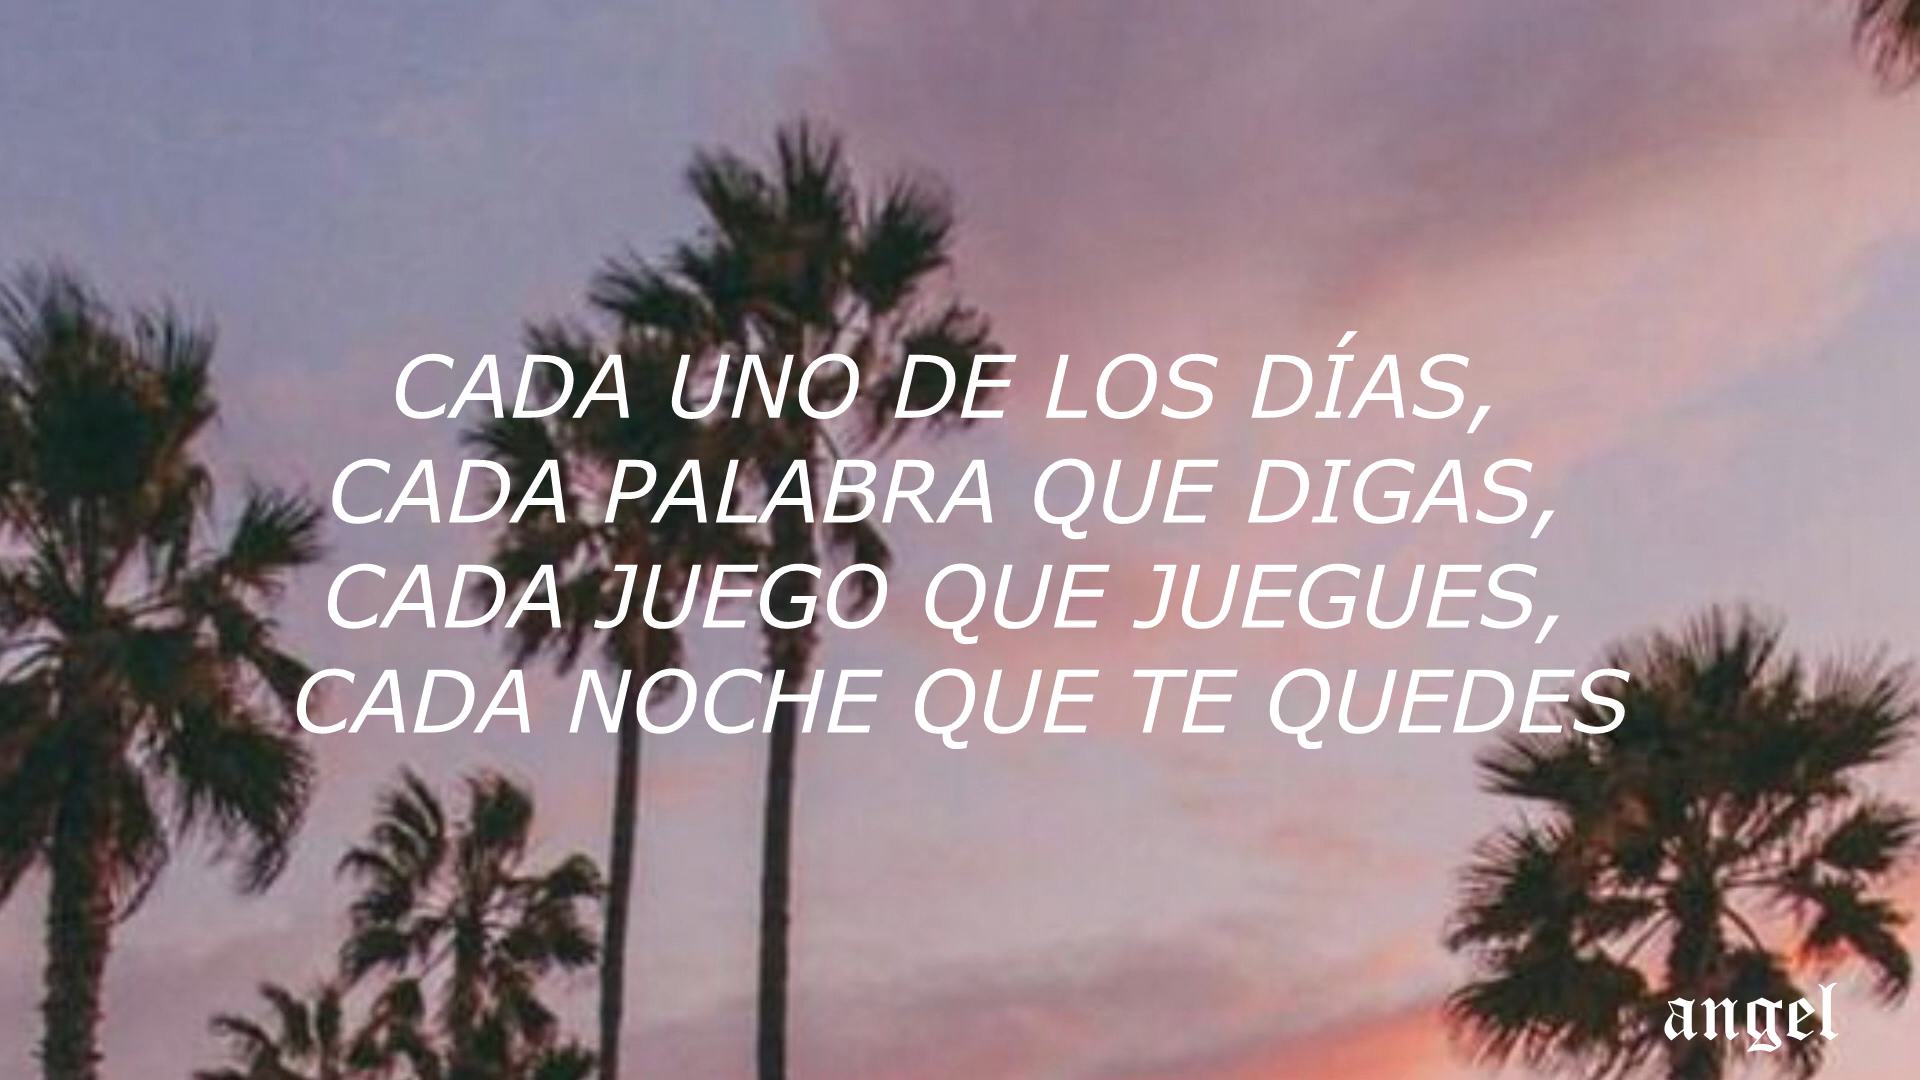 CADA UNO DE LOS DÍAS,
CADA PALABRA QUE DIGAS,
CADA JUEGO QUE JUEGUES,
CADA NOCHE QUE TE QUEDES
angel